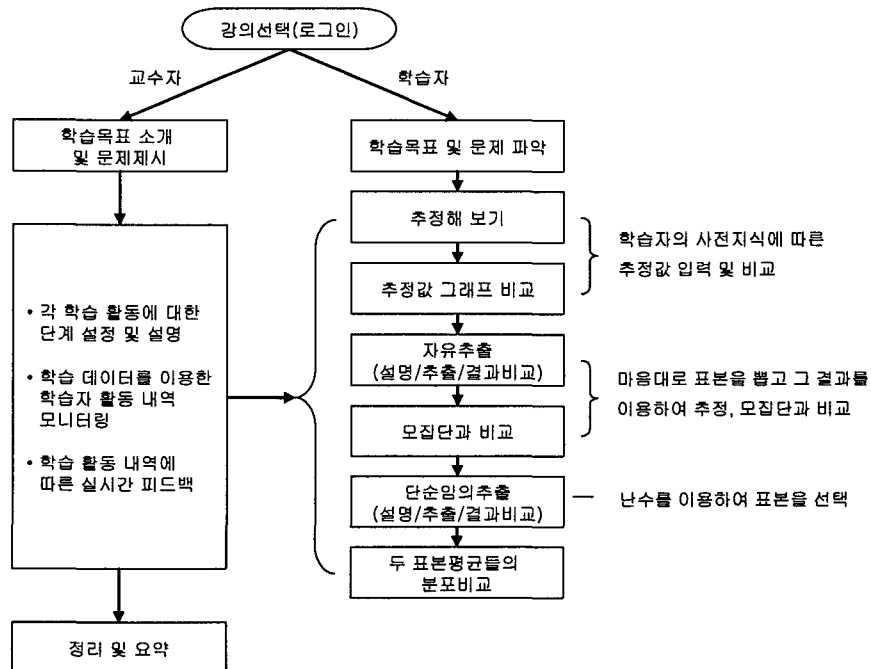 강의선택(로그인)
교수자
학습자
학습목표 소개
및 문제제시
학습목표 및 문제 파악
추정해 보기
추정값 그래프 비교
학습자의 사전지식에 따른
추정값 입력 및 비교
• 각 학습 활동에 대한
단계 설정 및 설명
• 학습 데이터를 이용한
학습자 활동 내역
모니터링
• 학습 활동 내역에
따른 실시간 피드백
자유추출
(설명/추출/결과비교)
모집단과 비교
마음대로 표본을 뽑고 그 결과를
이용하여 추정, 모집단과 비교
단순임의추출
(설명/추출/결과비교)
난수를 이용하여 표본을 선택
두 표본평균들의
분포비교
정리 및 요약